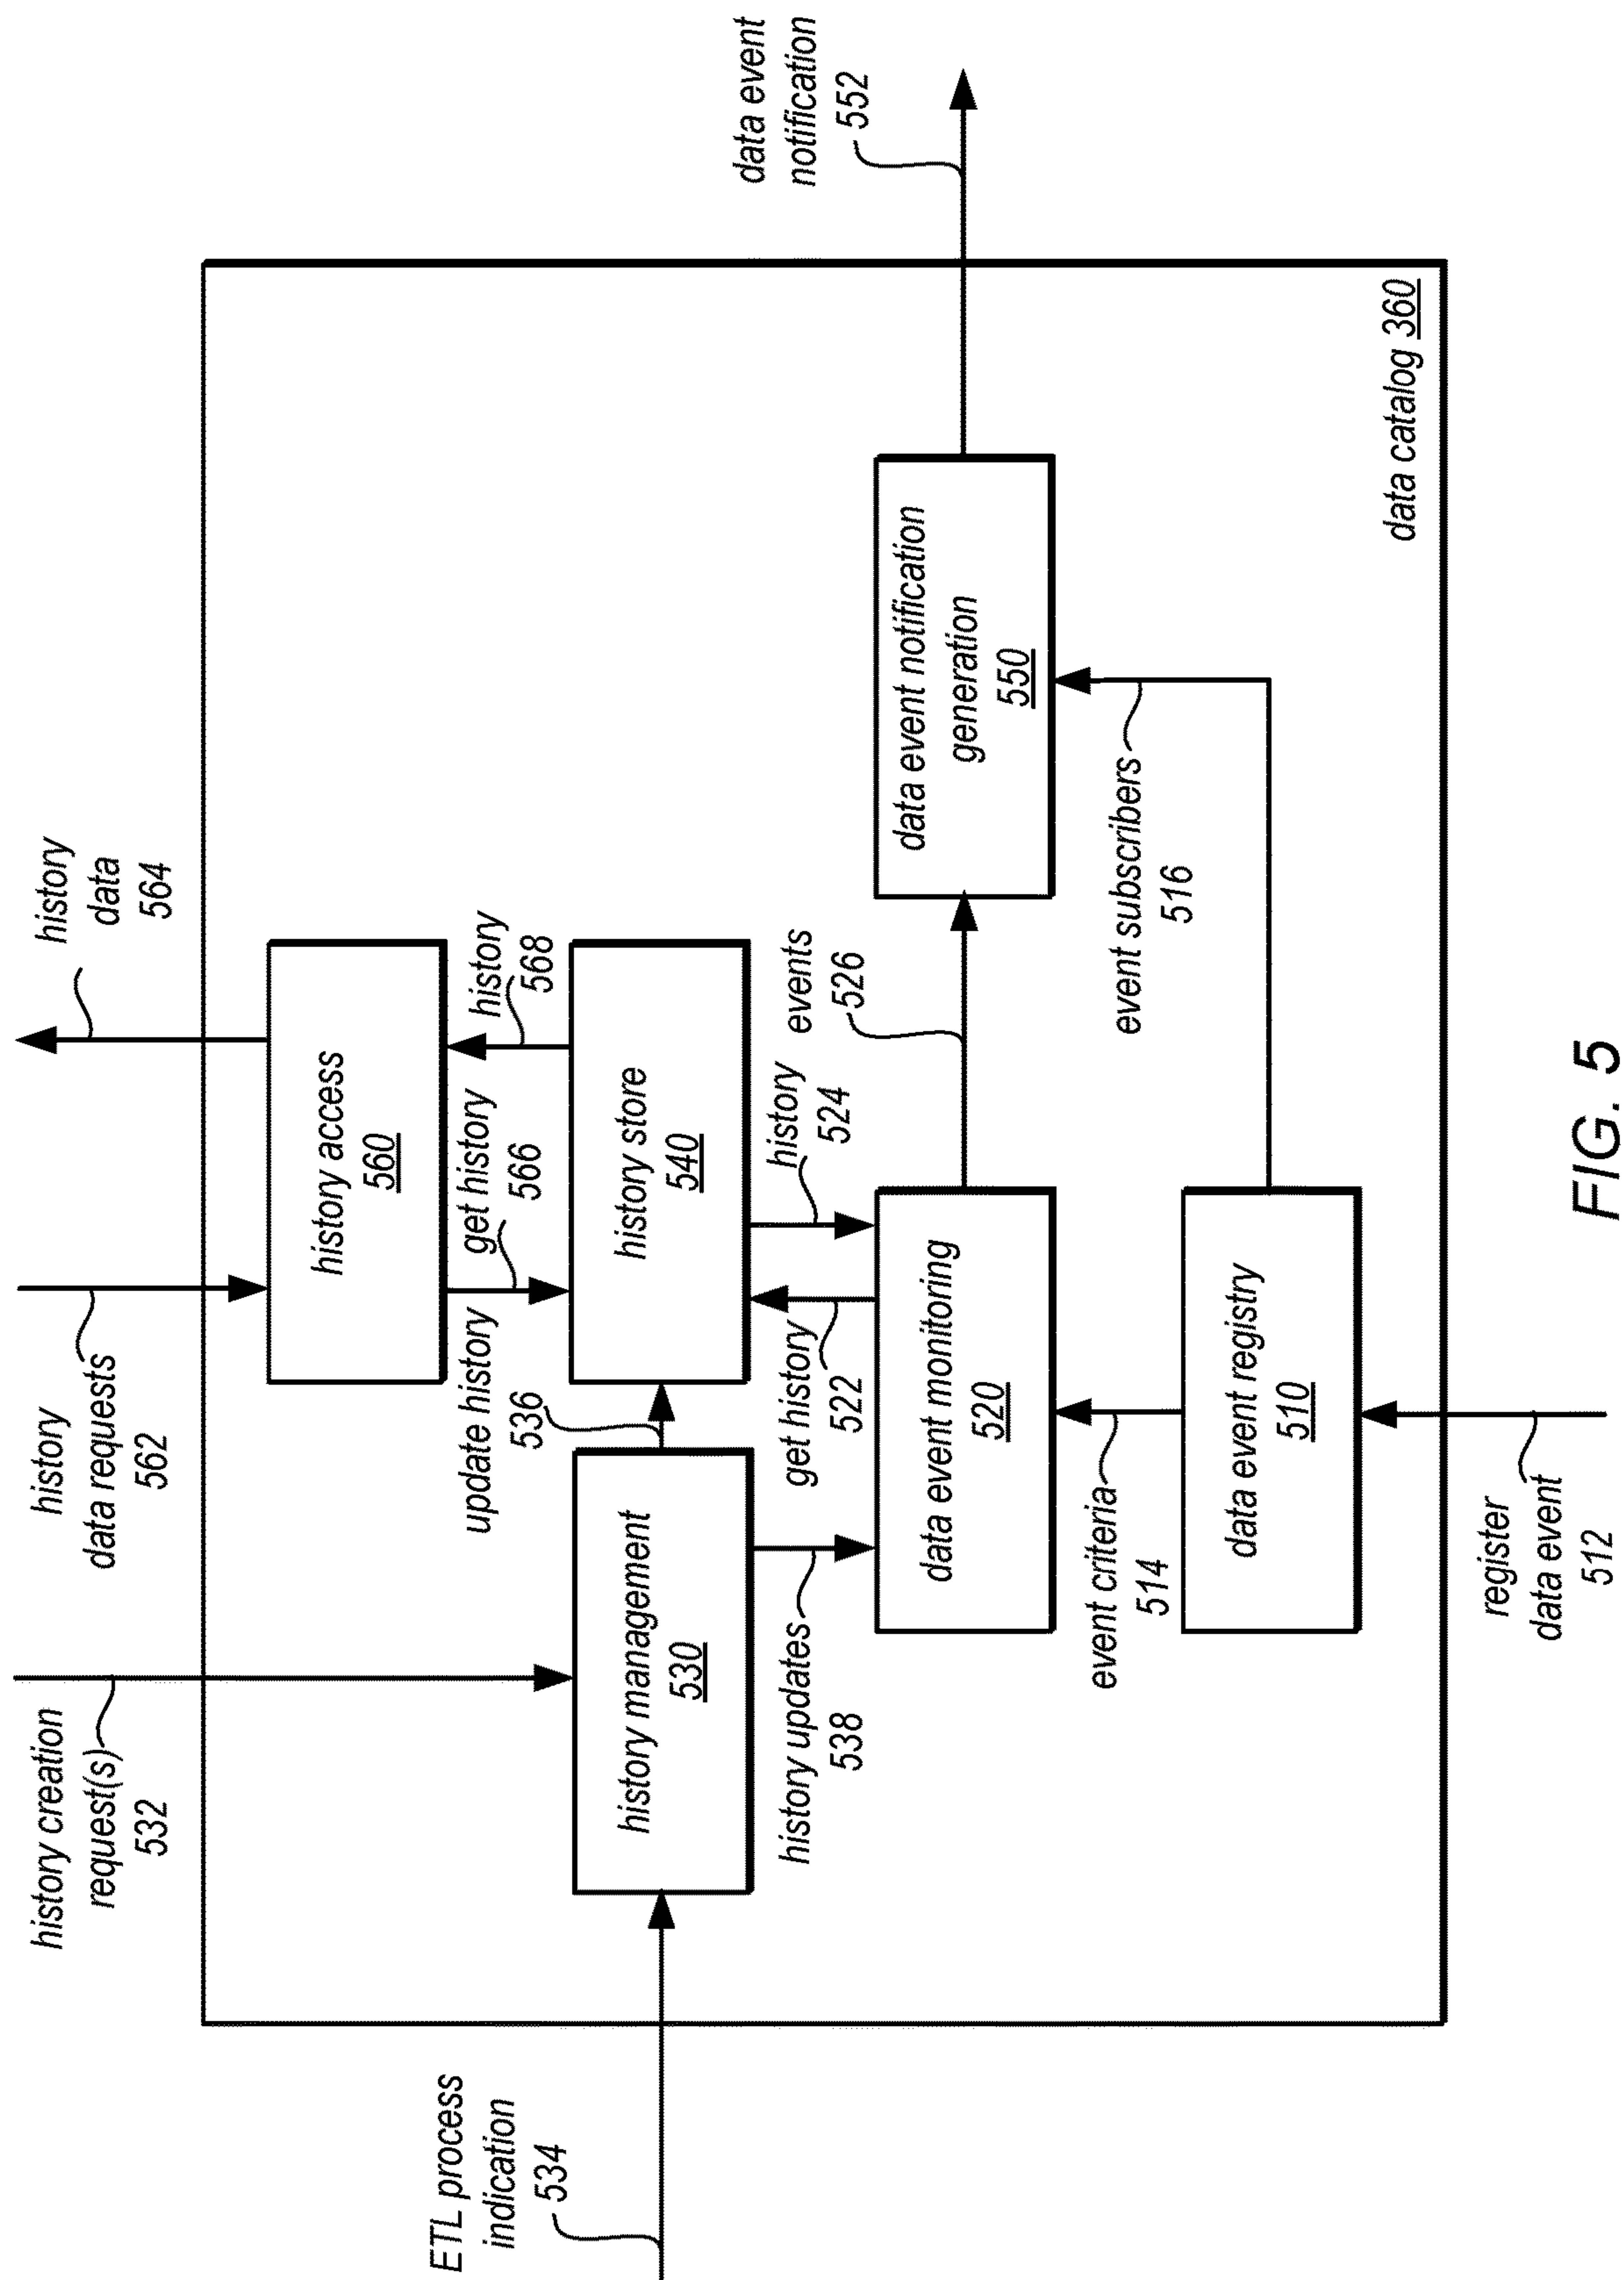 history creation
request(s)
532
history
data requests
562
history
data
564
ETL process
indication
534
history access
560
update history
536
get history
566
history
568
history management
530
history store
540
history updates
538
get history
522
history
524
events
526
data event
notification
552
data event monitoring
520
data event notification
generation
550
event criteria
514
event subscribers
516
data event registry
510
register
data event
512
data catalog 360
FIG. 5